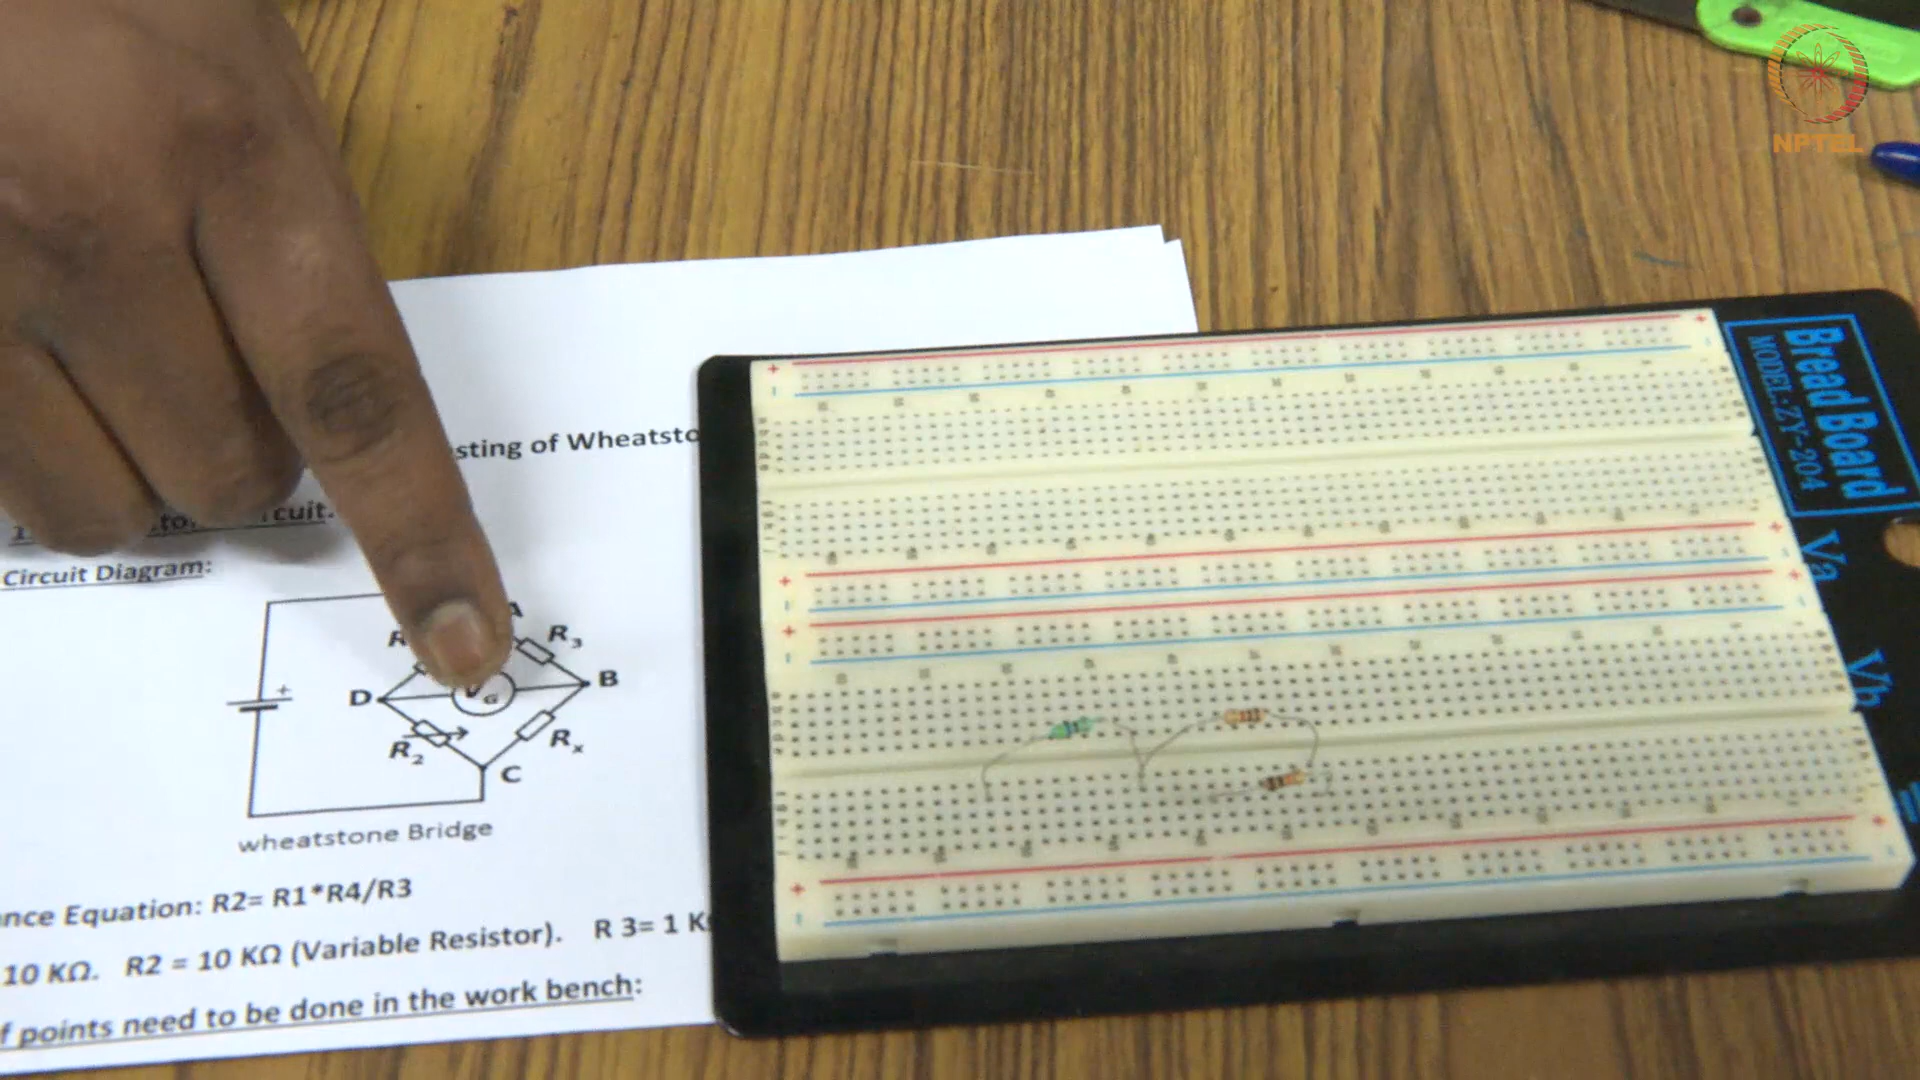 NPTEL
sting of Wheatsto
cuit.
Circuit Diagram:
A
R3
D
VG
B
+
R2
Rx
C
wheatstone Bridge
nce Equation: R2= R1*R4/R3
10 KΩ. R2 = 10 KΩ (Variable Resistor). R 3= 1 K
f points need to be done in the work bench:
BreadBoard
MODEL: ZY-204
Va
Vb